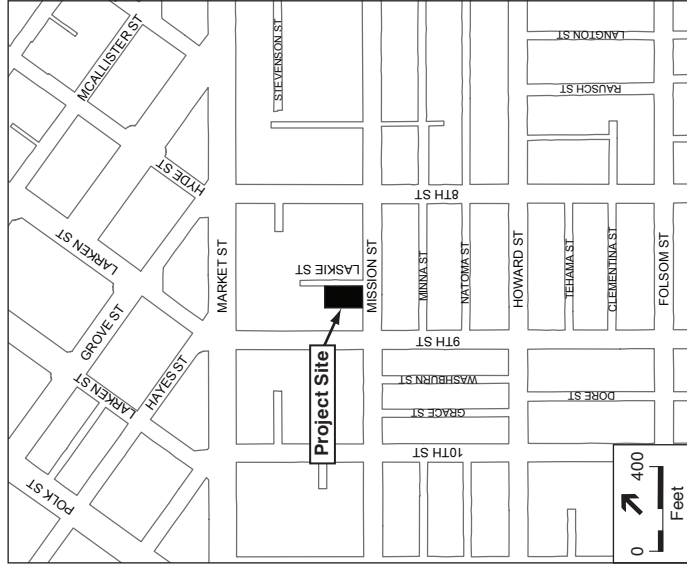 MCALLISTER ST
STEVENSON ST
LANGTON ST
RAUSCH ST
HYDE ST
LARKEN ST
8TH ST
GROVE ST
LARKEN ST
HAYES ST
MARKET ST
LASKIE ST
MISSION ST
MINNA ST
NATOMA ST
HOWARD ST
TEHAMA ST
CLEMENTINA ST
FOLSOM ST
Project Site
9TH ST
WASHBURN ST
GRACE ST
DORE ST
10TH ST
POLK ST
0 400
Feet